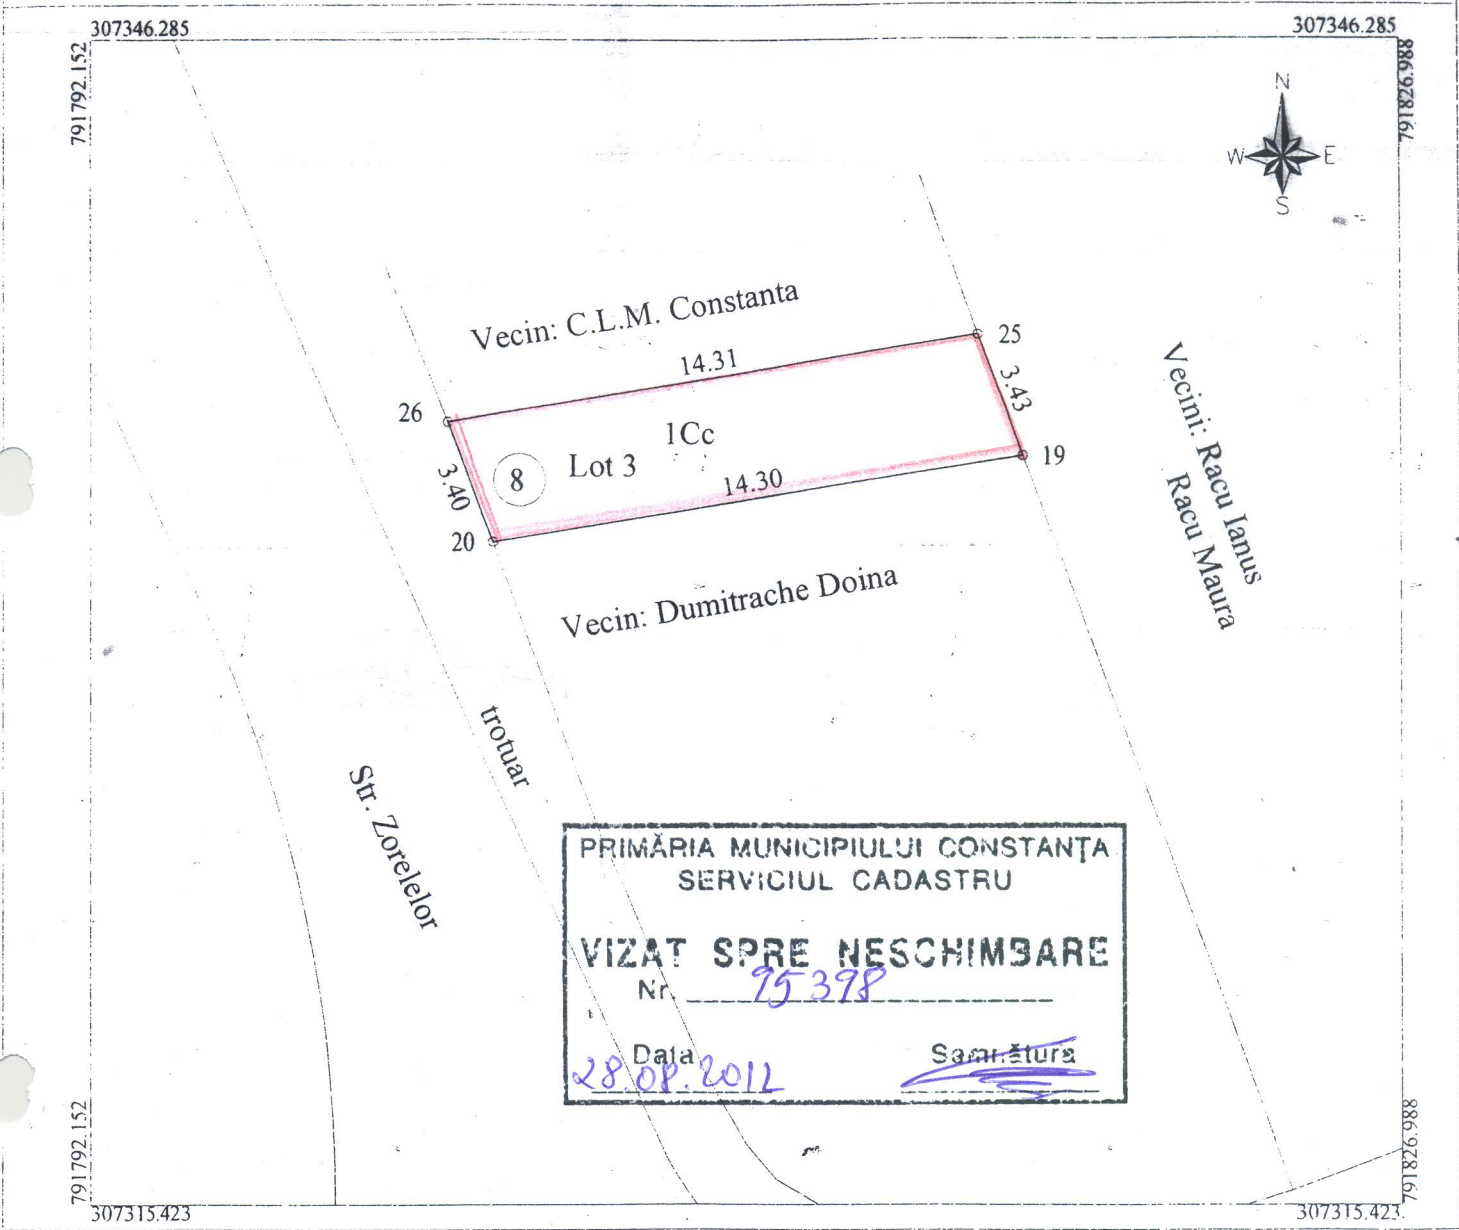 307346.285
307346.285
791792.152
791826.988
N
W E
S
Vecin: C.L.M. Constanta
14.31
25
3.43
26
1Cc
Lot 3
8
3.40
14.30
19
20
Vecini: Racu Ianus
Racu Maura
Vecin: Dumitrache Doina
trotuar
Str. Zorelelor
PRIMĂRIA MUNICIPIULUI CONSTANȚA
SERVICIUL CADASTRU
VIZAT SPRE NESCHIMBARE
Nr. 95398
Data Semnătura
28.08.2012
791792.152
791826.988
307315.423
307315.423